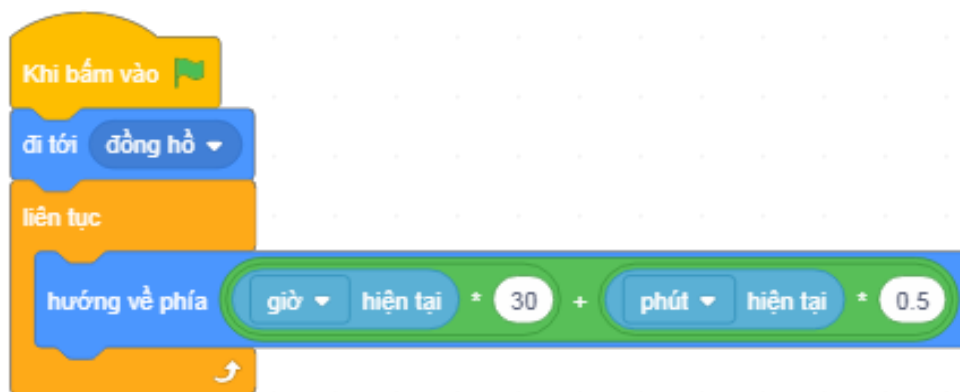 Khi bấm vào
đi tới đồng hồ
liên tục
hướng về phía giờ hiện tại * 30 + phút hiện tại * 0.5